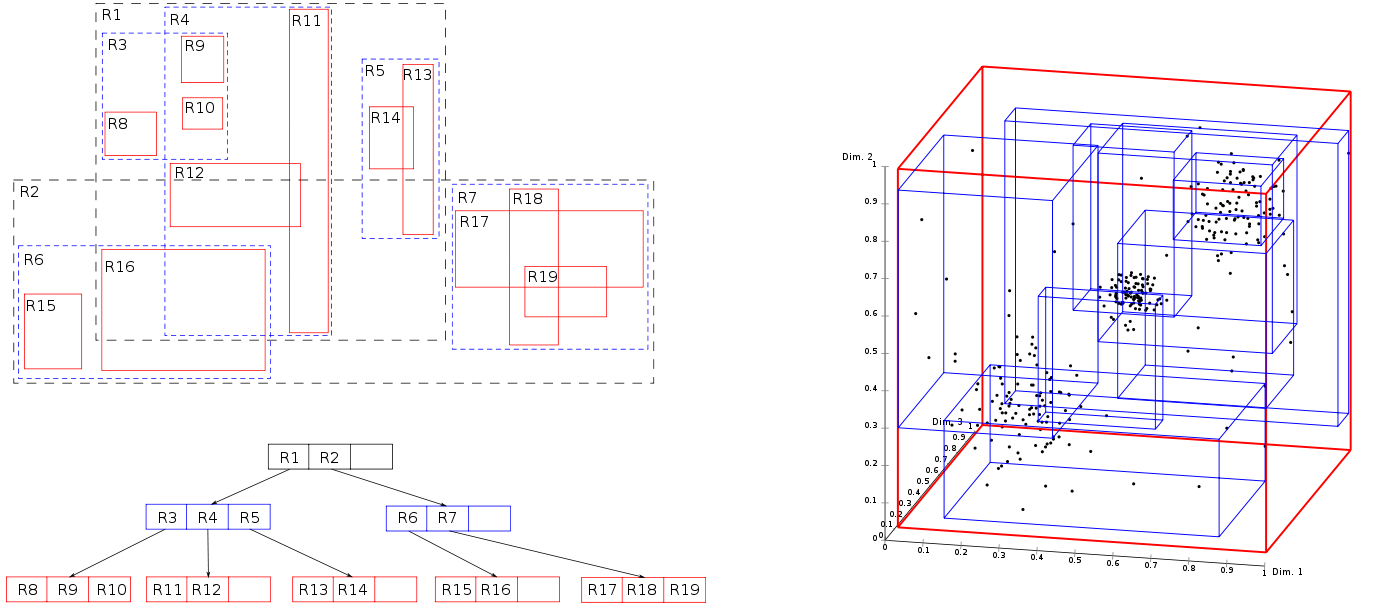 R1
R4
R11
R3
R9
R5
R13
R10
R14
R8
R12
R2
R7
R18
R17
R6
R16
R19
R15
R1 R2
R3 R4 R5
R6 R7
R8 R9 R10
R11 R12
R13 R14
R15 R16
R17 R18 R19
Dim. 2
1
0.9
0.8
0.7
0.6
0.5
0.4
0.3
0.2
0.1
0
Dim. 3
1
0.9
0.8
0.7
0.6
0.5
0.4
0.3
0.2
0.1
0
0
0.1
0.2
0.3
0.4
0.5
0.6
0.7
0.8
0.9
1
Dim. 1